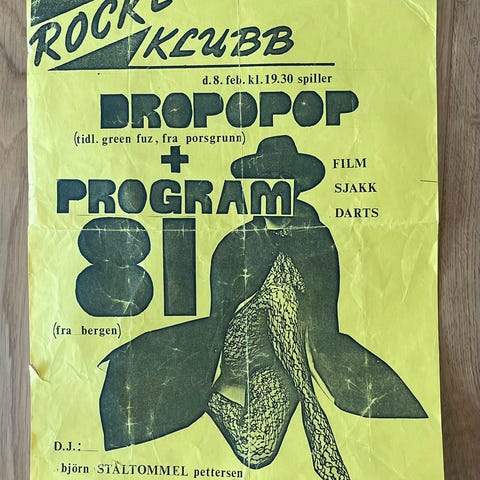 ROCKE
KLUBB
d.8. feb. kl.19.30 spiller
DROPOPOP
(tidl. green fuz, fra porsgrunn)
+
PROGRAM
81
(fra bergen)
FILM
SJAKK
DARTS
D.J.:
björn STÅLTOMMEL pettersen